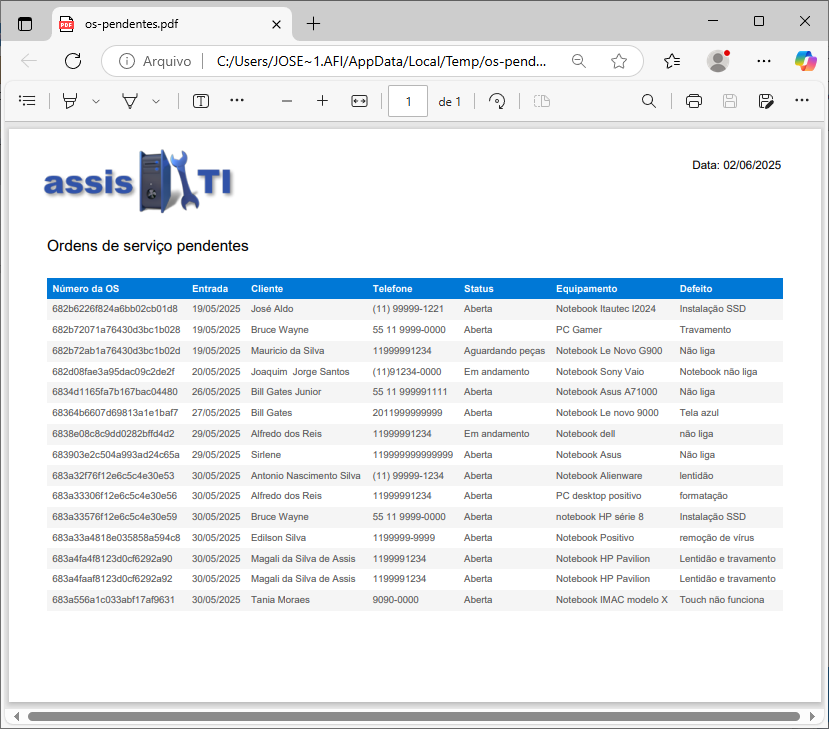 os-pendentes.pdf
Arquivo C:/Users/JOSE~1.AFI/AppData/Local/Temp/os-pend...
1 de 1
assis TI
Data: 02/06/2025
Ordens de serviço pendentes
Número da OS Entrada Cliente Telefone Status Equipamento Defeito
682b6226f824a6bb02cb01d8 19/05/2025 José Aldo (11) 99999-1221 Aberta Notebook Itautec I2024 Instalação SSD
682b72071a76430d3bc1b028 19/05/2025 Bruce Wayne 55 11 9999-0000 Aberta PC Gamer Travamento
682b72ab1a76430d3bc1b02d 19/05/2025 Mauricio da Silva 11999991234 Aguardando peças Notebook Le Novo G900 Não liga
682d08fae3a95dac09c2de2f 20/05/2025 Joaquim  Jorge Santos (11)91234-0000 Em andamento Notebook Sony Vaio Notebook não liga
6834d1165fa7b167bac04480 26/05/2025 Bill Gates Junior 55 11 999991111 Aberta Notebook Asus A71000 Não liga
68364b6607d69813a1e1baf7 27/05/2025 Bill Gates 2011999999999 Aberta Notebook Le novo 9000 Tela azul
6838e08c8c9dd0282bffd4d2 29/05/2025 Alfredo dos Reis 11999991234 Em andamento Notebook dell não liga
683903e2c504a993ad24c65a 29/05/2025 Sirlene 119999999999999 Aberta Notebook Asus Não liga
683a32f76f12e6c5c4e30e53 30/05/2025 Antonio Nascimento Silva (11) 99999-1234 Aberta Notebook Alienware lentidão
683a33306f12e6c5c4e30e56 30/05/2025 Alfredo dos Reis 11999991234 Aberta PC desktop positivo formatação
683a33576f12e6c5c4e30e59 30/05/2025 Bruce Wayne 55 11 9999-0000 Aberta notebook HP série 8 Instalação SSD
683a33a4818e035858a594c8 30/05/2025 Edilson Silva 1199999-9999 Aberta Notebook Positivo remoção de vírus
683a4fa4f8123d0cf6292a90 30/05/2025 Magali da Silva de Assis 1199991234 Aberta Notebook HP Pavilion Lentidão e travamento
683a4faaf8123d0cf6292a92 30/05/2025 Magali da Silva de Assis 1199991234 Aberta Notebook HP Pavilion Lentidão e travamento
683a556a1c033abf17af9631 30/05/2025 Tania Moraes 9090-0000 Aberta Notebook IMAC modelo X Touch não funciona